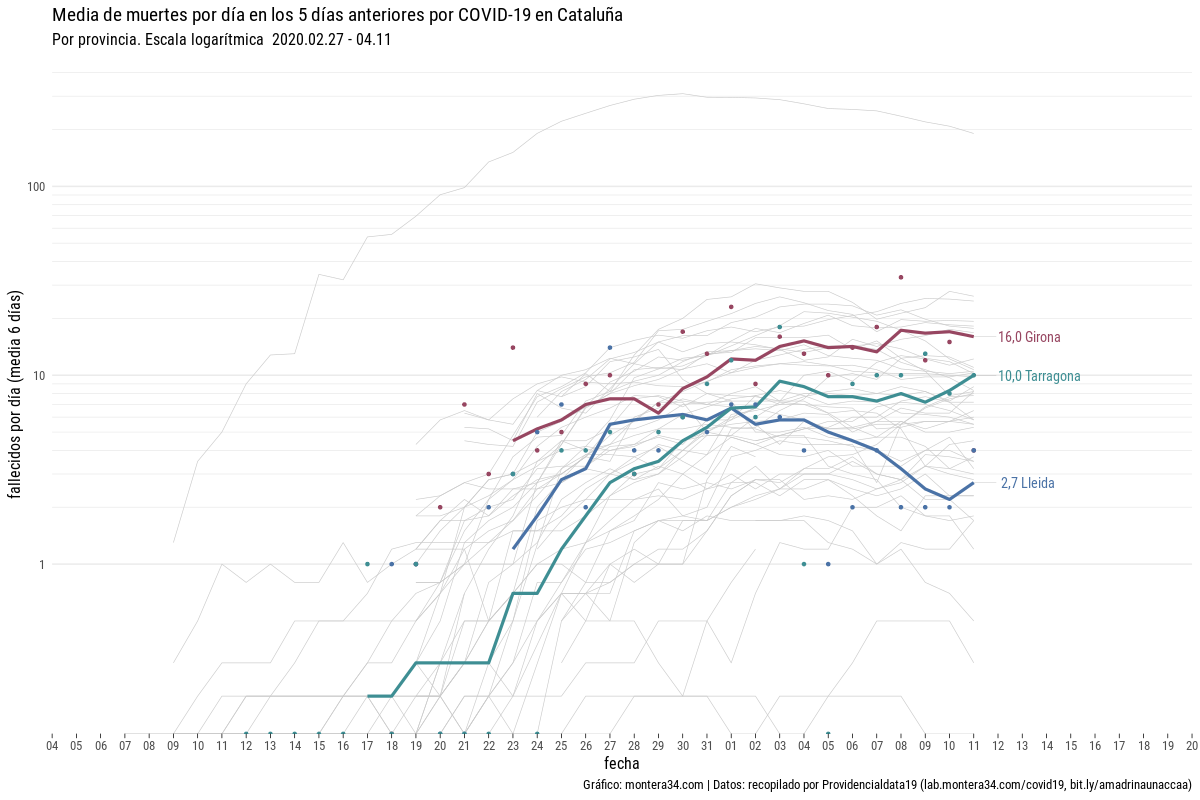 Media de muertes por día en los 5 días anteriores por COVID-19 en Cataluña
Por provincia. Escala logarítmica  2020.02.27 - 04.11
fallecidos por día (media 6 días)
100
10
1
16,0 Girona
10,0 Tarragona
2,7 Lleida
04 05 06 07 08 09 10 11 12 13 14 15 16 17 18 19 20 21 22 23 24 25 26 27 28 29 30 31 01 02 03 04 05 06 07 08 09 10 11 12 13 14 15 16 17 18 19 20
fecha
Gráfico: montera34.com | Datos: recopilado por Providencialdata19 (lab.montera34.com/covid19, bit.ly/amadrinaunaccaa)